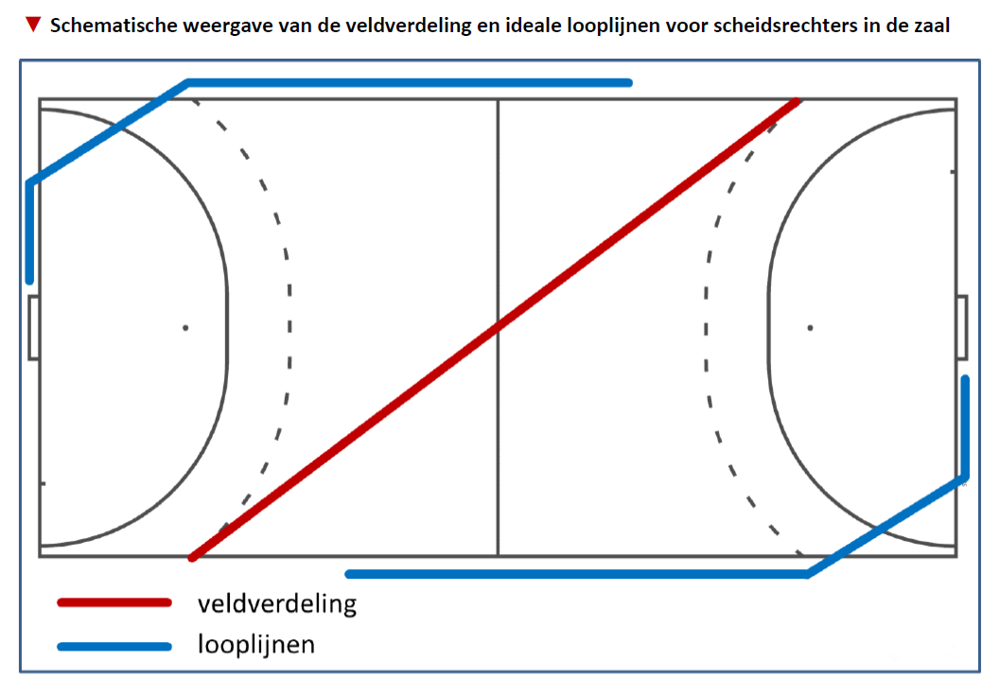 Schematische weergave van de veldverdeling en ideale looplijnen voor scheidsrechters in de zaal
veldverdeling
looplijnen